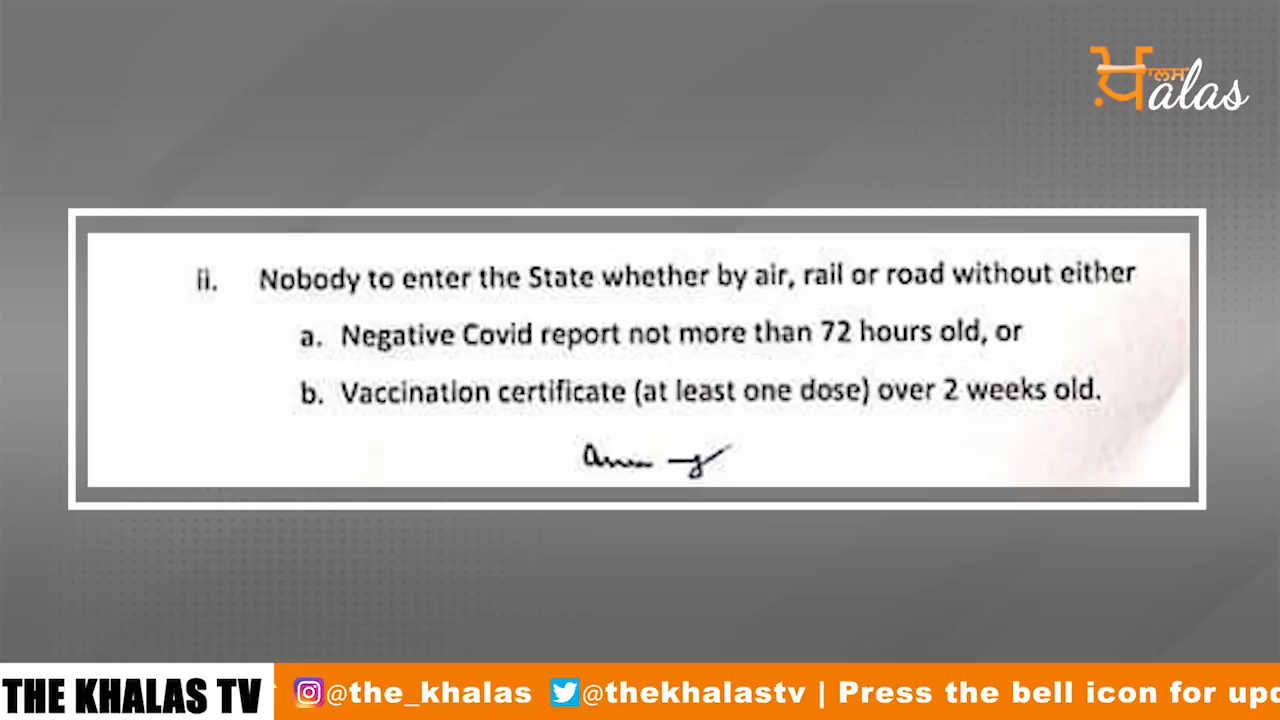 ਖ਼ਾਲਸ
alas
ii. Nobody to enter the State whether by air, rail or road without either
a. Negative Covid report not more than 72 hours old, or
b. Vaccination certificate (at least one dose) over 2 weeks old.
THE KHALAS TV @the_khalas @thekhalastv | Press the bell icon for upd